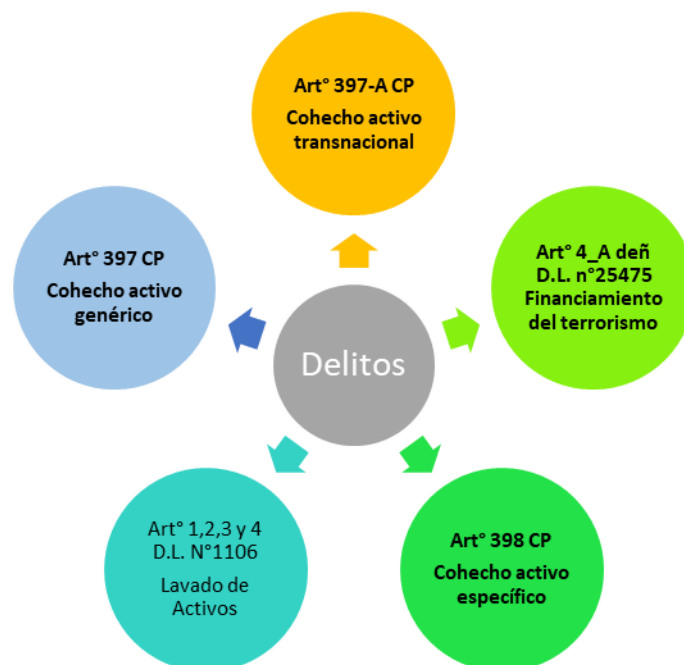 Art° 397-A CP
Cohecho activo
transnacional
Art° 397 CP
Cohecho activo
genérico
Art° 4_A deñ
D.L. n°25475
Financiamiento
del terrorismo
Delitos
Art° 1,2,3 y 4
D.L. N°1106
Lavado de
Activos
Art° 398 CP
Cohecho activo
específico